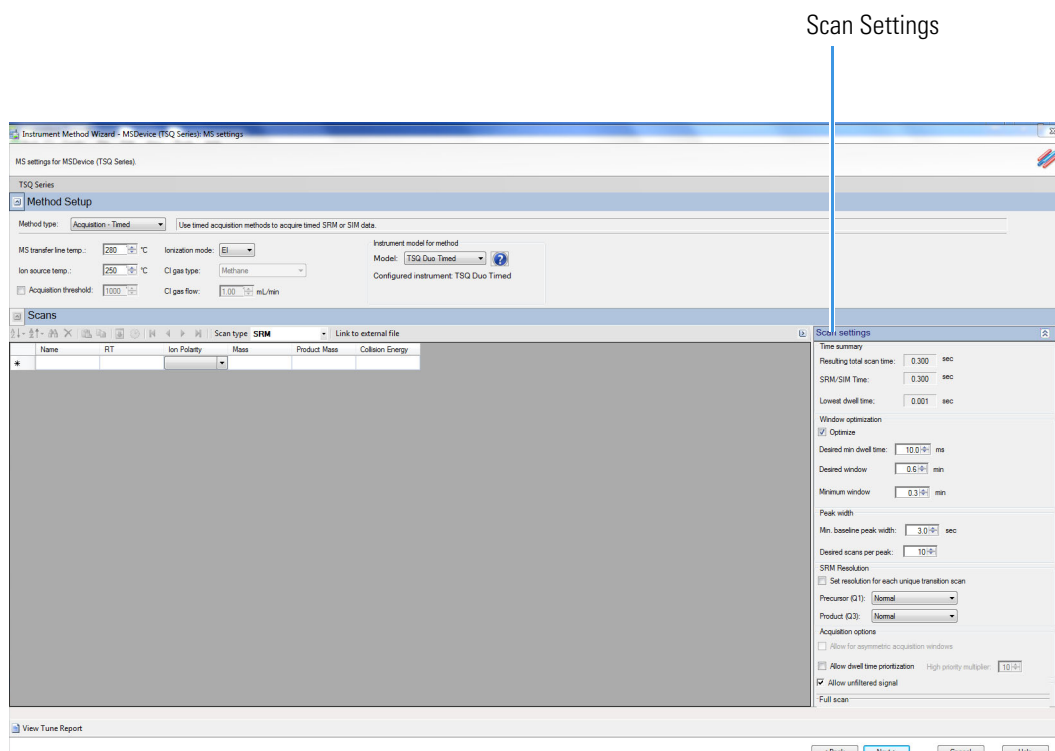 Scan Settings
Instrument Method Wizard - MSDevice (TSQ Series): MS settings
MS settings for MSDevice (TSQ Series).
TSQ Series
Method Setup
Method type: Acquisition - Timed Use timed acquisition methods to acquire timed SRM or SIM data.
MS transfer line temp.: 280 °C Ionization mode: EI
Instrument model for method
Model: TSQ Duo Timed ?
Ion source temp.: 250 °C CI gas type: Methane
Configured instrument: TSQ Duo Timed
Acquisition threshold: 1000 CI gas flow: 1.00 mL/min
Scans
Scan type SRM Link to external file
Name RT Ion Polarity Mass Product Mass Collision Energy
Scan settings
Time summary
Resulting total scan time: 0.300 sec
SRM/SIM Time: 0.300 sec
Lowest dwell time: 0.001 sec
Window optimization
Optimize
Desired min dwell time: 10.0 ms
Desired window 0.6 min
Minimum window 0.3 min
Peak width
Min. baseline peak width: 3.0 sec
Desired scans per peak: 10
SRM Resolution
Set resolution for each unique transition scan
Precursor (Q1): Normal
Product (Q3): Normal
Acquisition options
Allow for asymmetric acquisition windows
Allow dwell time prioritization High priority multiplier: 10
Allow unfiltered signal
Full scan
View Tune Report